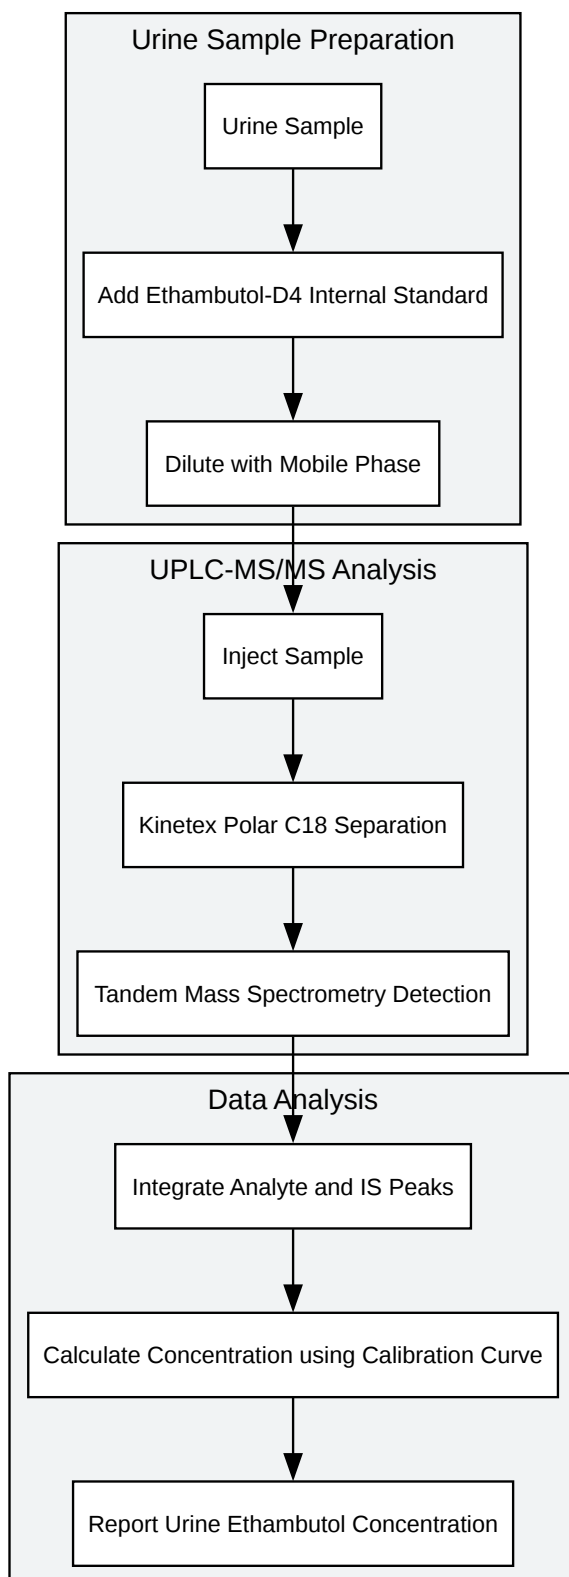 Urine Sample Preparation
Urine Sample
Add Ethambutol-D4 Internal Standard
Dilute with Mobile Phase
UPLC-MS/MS Analysis
Inject Sample
Kinetex Polar C18 Separation
Tandem Mass Spectrometry Detection
Data Analysis
Integrate Analyte and IS Peaks
Calculate Concentration using Calibration Curve
Report Urine Ethambutol Concentration